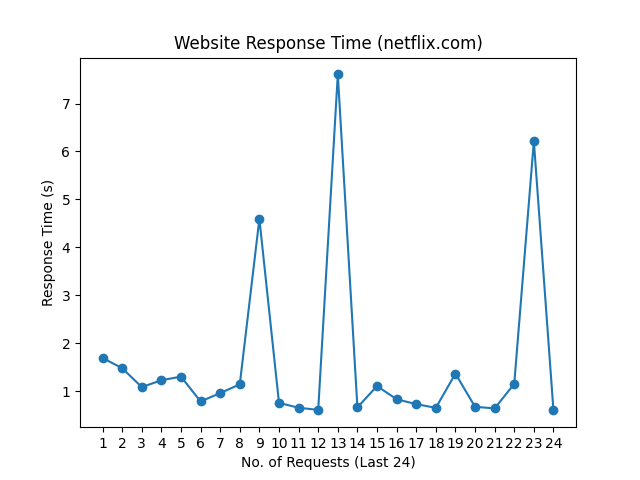 Website Response Time (netflix.com)
Response Time (s)
7
6
5
4
3
2
1
1 2 3 4 5 6 7 8 9 10 11 12 13 14 15 16 17 18 19 20 21 22 23 24
No. of Requests (Last 24)